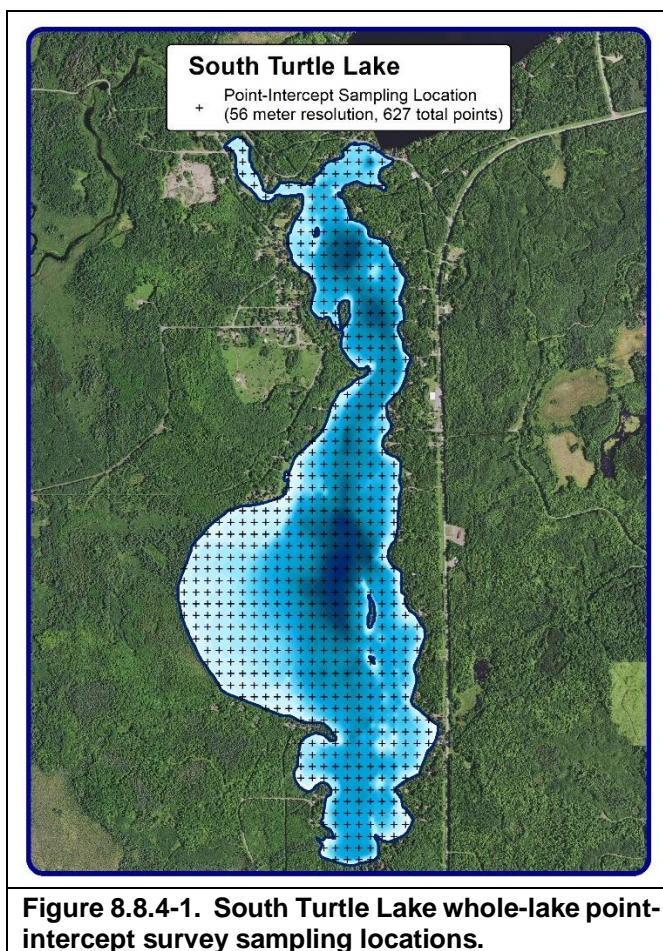 South Turtle Lake
+ Point-Intercept Sampling Location
(56 meter resolution, 627 total points)
Figure 8.8.4-1. South Turtle Lake whole-lake point-
intercept survey sampling locations.